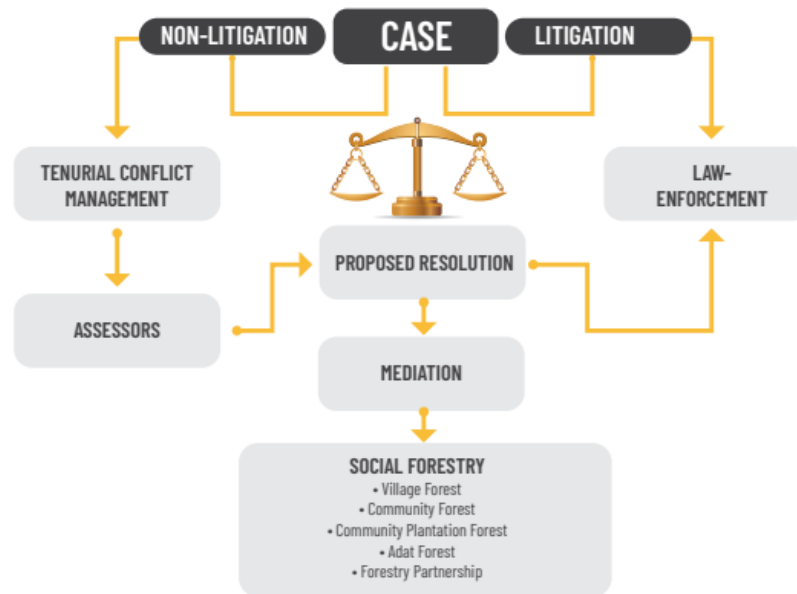 NON-LITIGATION
CASE
LITIGATION
TENURIAL CONFLICT
MANAGEMENT
LAW-
ENFORCEMENT
PROPOSED RESOLUTION
ASSESSORS
MEDIATION
SOCIAL FORESTRY
• Village Forest
• Community Forest
• Community Plantation Forest
• Adat Forest
• Forestry Partnership